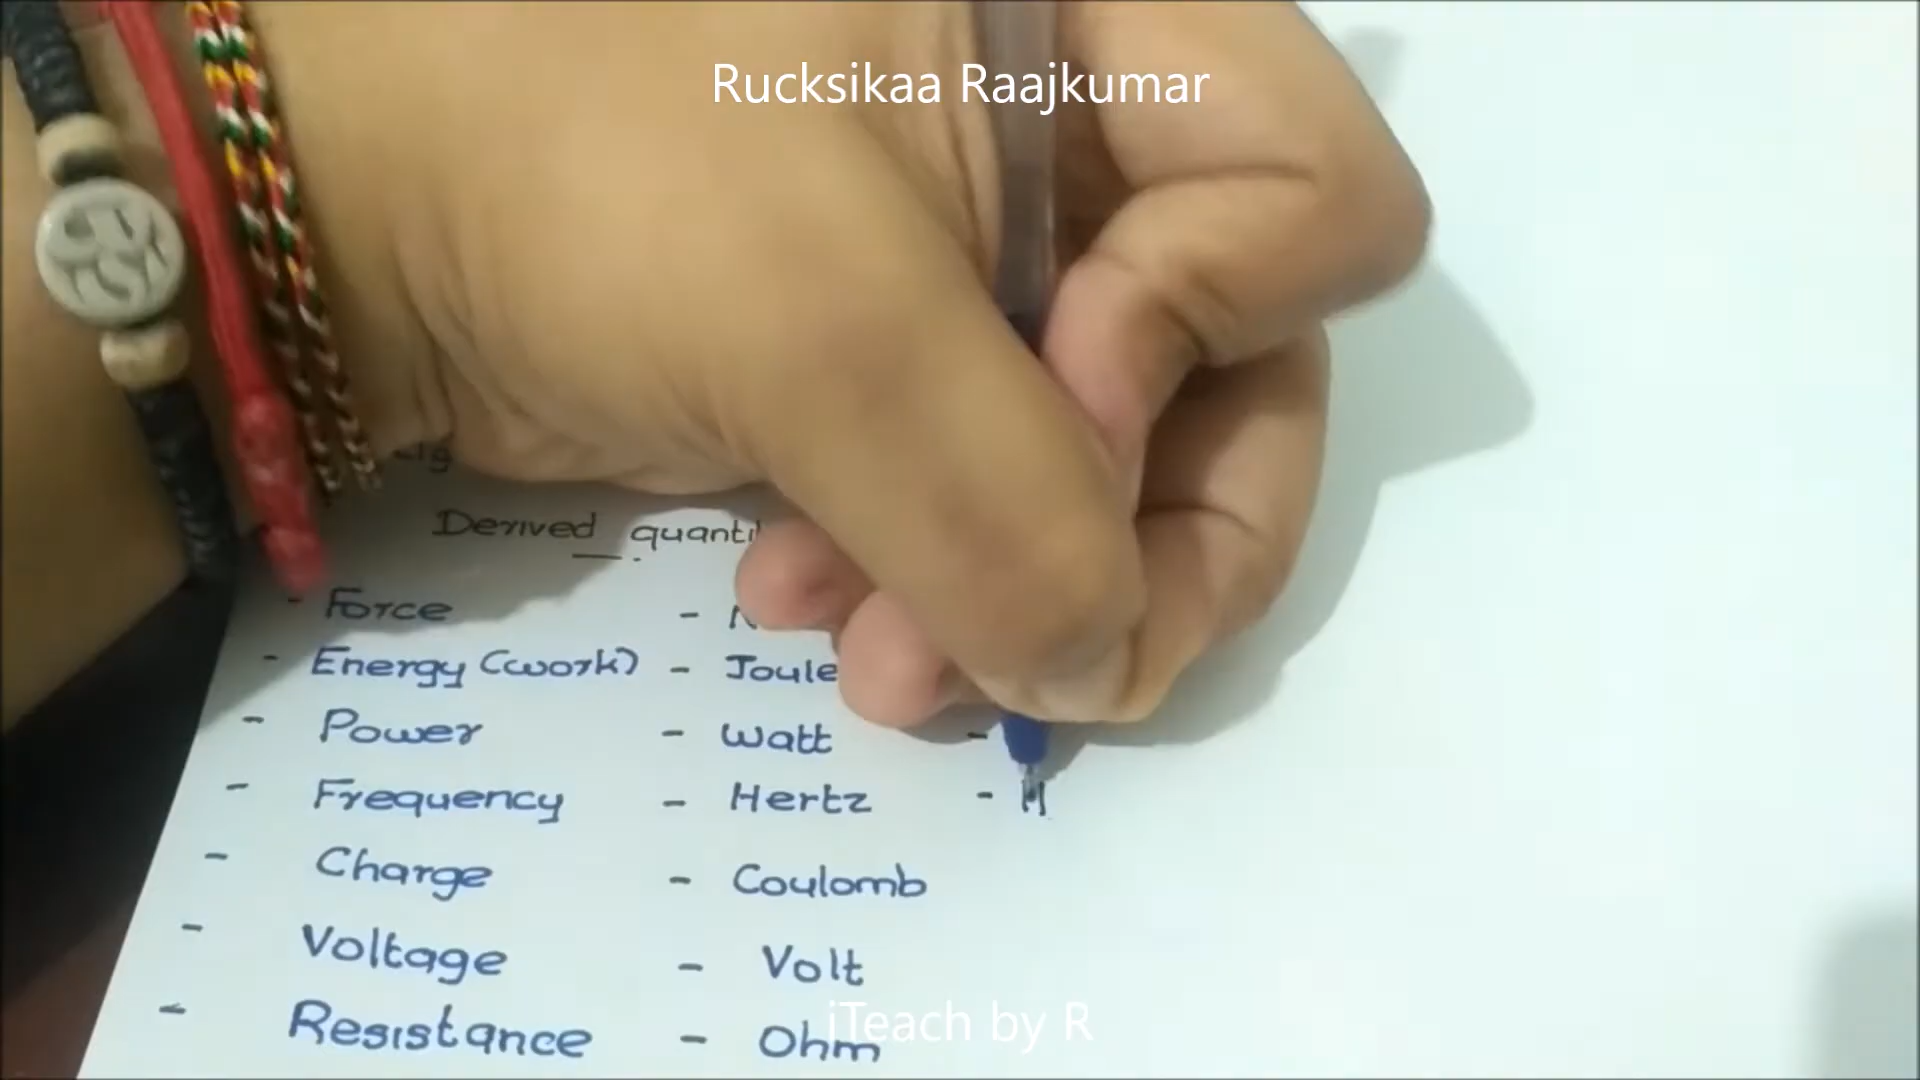 Rucksikaa Raajkumar
Derived
- Force -
- Energy (work) - Joule
- Power - Watt -
- Frequency - Hertz - H
- Charge - Coulomb
- Voltage - Volt
- Resistance - Ohm
iTeach by R